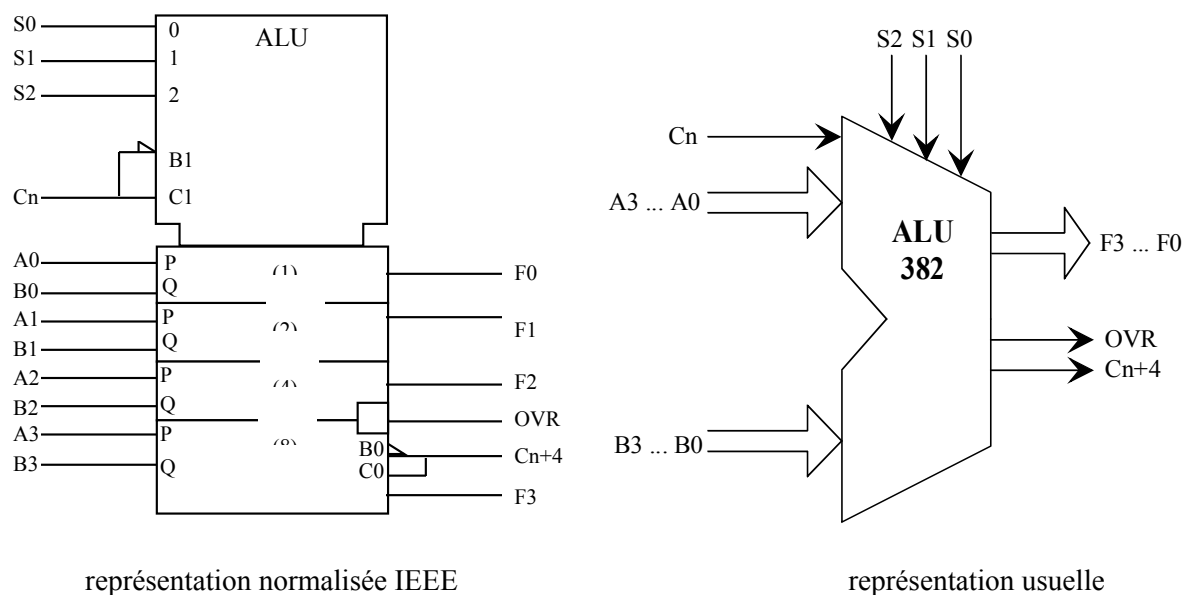 S0
0
ALU
S1
1
S2
2
B1
Cn
C1
A0
P
B0
Q
F0
A1
P
B1
Q
F1
A2
P
B2
Q
F2
A3
P
OVR
B3
Q
B0
Cn+4
C0
F3
représentation normalisée IEEE
S2 S1 S0
Cn
A3 ... A0
ALU
382
F3 ... F0
OVR
Cn+4
B3 ... B0
représentation usuelle